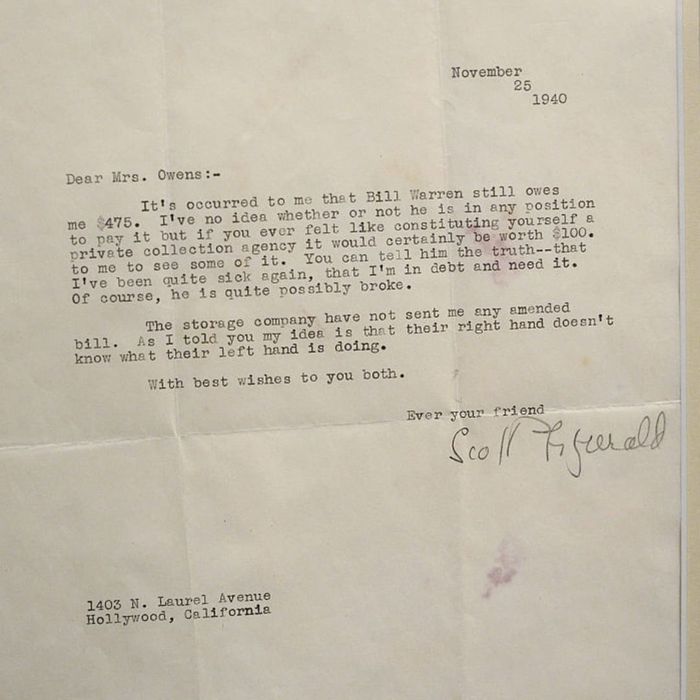 November
25
1940
Dear Mrs. Owens:-
It's occurred to me that Bill Warren still owes
me $475. I've no idea whether or not he is in any position
to pay it but if you ever felt like constituting yourself a
private collection agency it would certainly be worth $100.
to me to see some of it. You can tell him the truth--that
I've been quite sick again, that I'm in debt and need it.
Of course, he is quite possibly broke.
The storage company have not sent me any amended
bill. As I told you my idea is that their right hand doesn't
know what their left hand is doing.
With best wishes to you both.
Ever your friend
Scott Fitzgerald
1403 N. Laurel Avenue
Hollywood, California